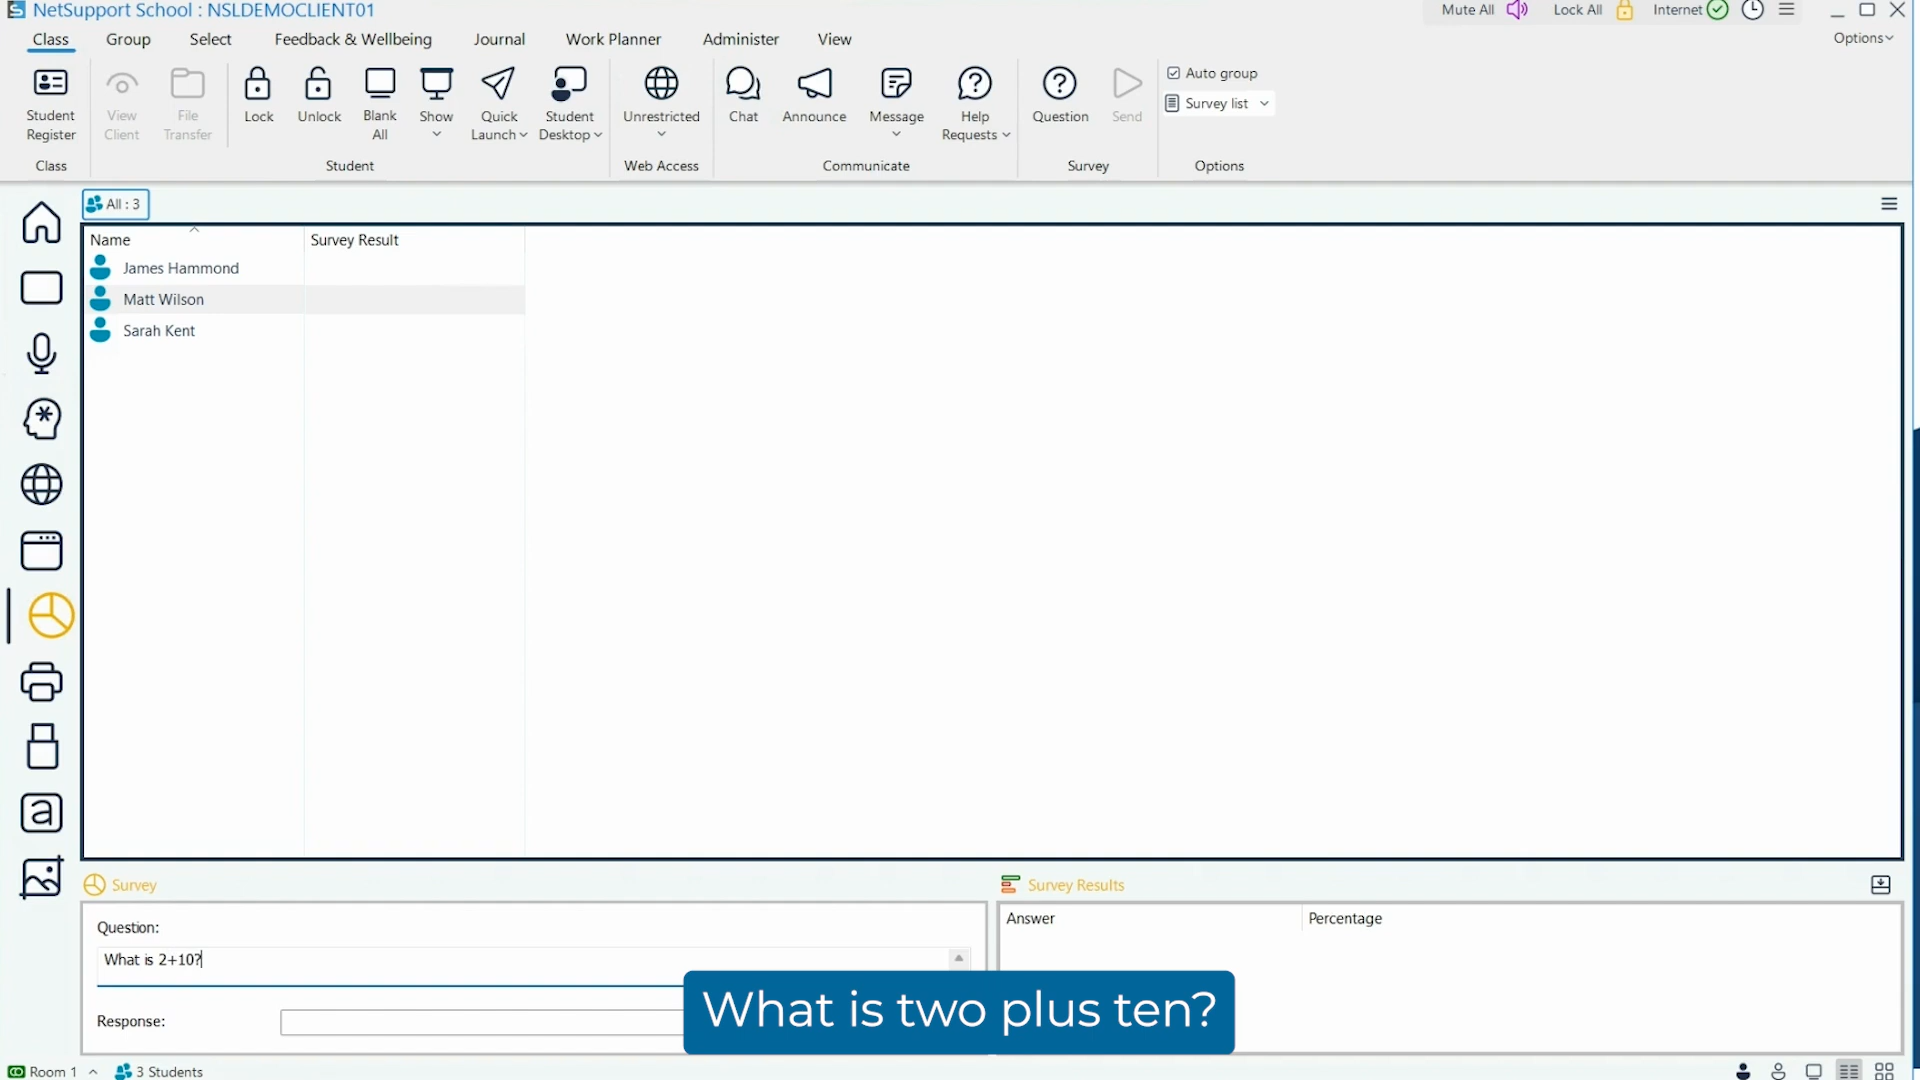 NetSupport School : NSLDEMOCLIENT01
Mute All
Lock All
Internet
Class
Group
Select
Feedback & Wellbeing
Journal
Work Planner
Administer
View
Options
Student Register
View Client
File Transfer
Lock
Unlock
Blank All
Show
Quick Launch
Student Desktop
Unrestricted
Chat
Announce
Message
Help Requests
Question
Send
Auto group
Survey list
Class
Student
Web Access
Communicate
Survey
Options
All : 3
Name
Survey Result
James Hammond
Matt Wilson
Sarah Kent
a
Survey
Survey Results
Question:
What is 2+10?
Answer
Percentage
What is two plus ten?
Response:
Room 1
3 Students